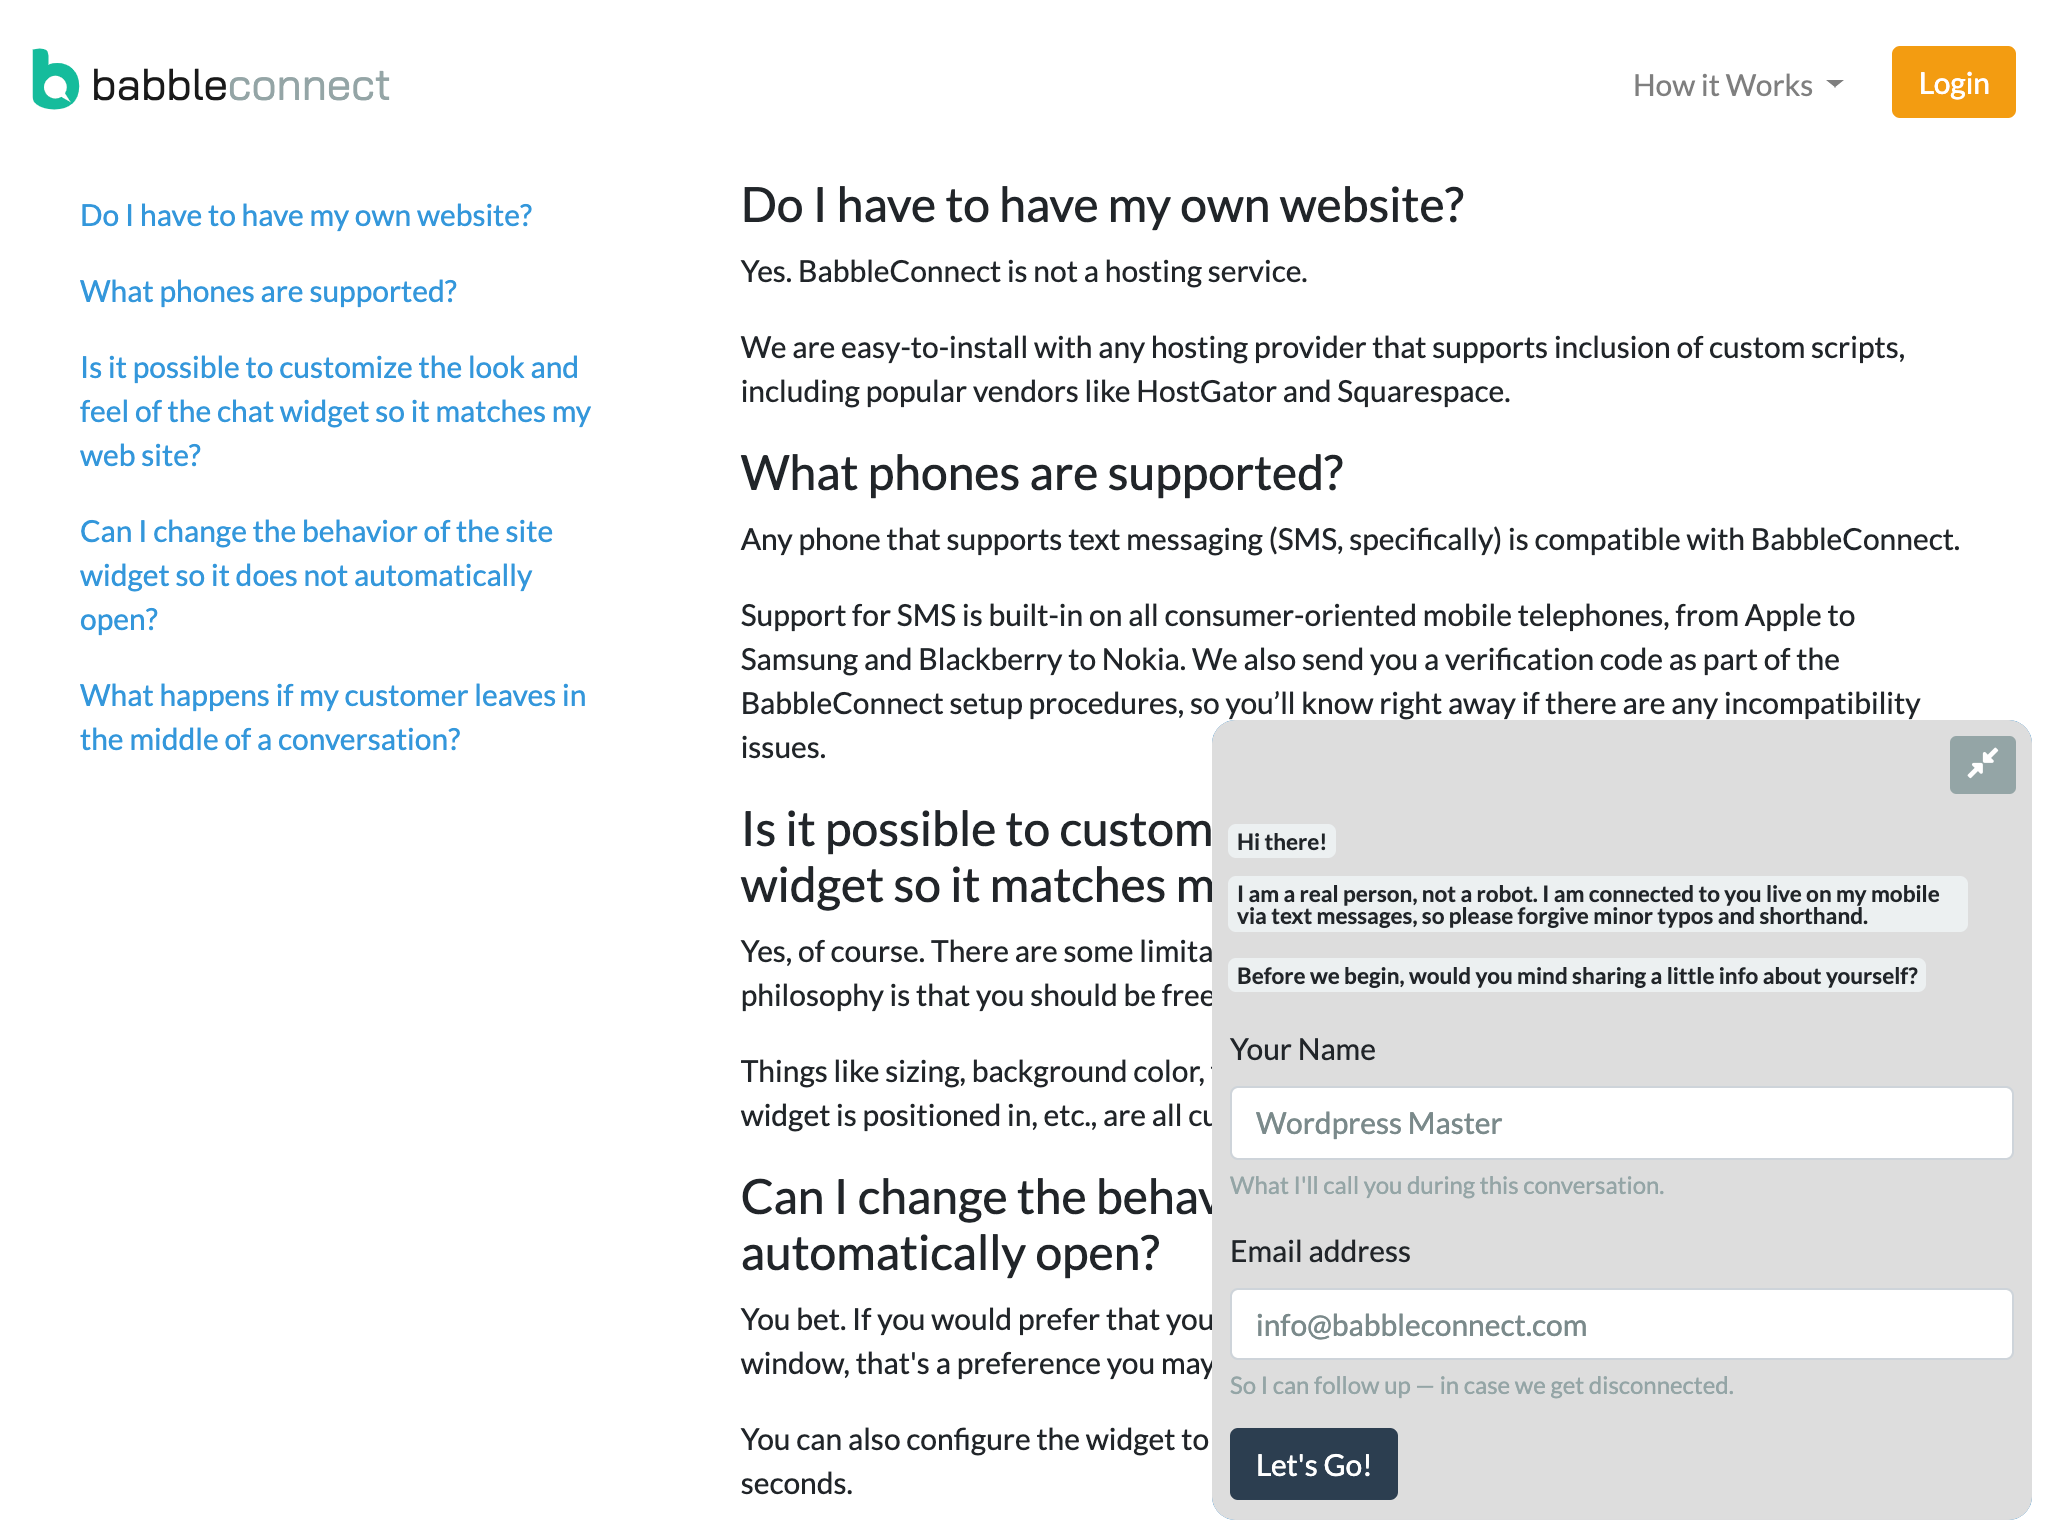 babbleconnect
How it Works
Login
Do I have to have my own website?
What phones are supported?
Is it possible to customize the look and
feel of the chat widget so it matches my
web site?
Can I change the behavior of the site
widget so it does not automatically
open?
What happens if my customer leaves in
the middle of a conversation?
Do I have to have my own website?
Yes. BabbleConnect is not a hosting service.
We are easy-to-install with any hosting provider that supports inclusion of custom scripts,
including popular vendors like HostGator and Squarespace.
What phones are supported?
Any phone that supports text messaging (SMS, specifically) is compatible with BabbleConnect.
Support for SMS is built-in on all consumer-oriented mobile telephones, from Apple to
Samsung and Blackberry to Nokia. We also send you a verification code as part of the
BabbleConnect setup procedures, so you’ll know right away if there are any incompatibility
issues.
Is it possible to custom
widget so it matches m
Yes, of course. There are some limita
philosophy is that you should be free
Things like sizing, background color,
widget is positioned in, etc., are all cu
Can I change the behav
automatically open?
You bet. If you would prefer that you
window, that's a preference you may
You can also configure the widget to
seconds.
Hi there!
I am a real person, not a robot. I am connected to you live on my mobile
via text messages, so please forgive minor typos and shorthand.
Before we begin, would you mind sharing a little info about yourself?
Your Name
Wordpress Master
What I'll call you during this conversation.
Email address
info@babbleconnect.com
So I can follow up — in case we get disconnected.
Let's Go!